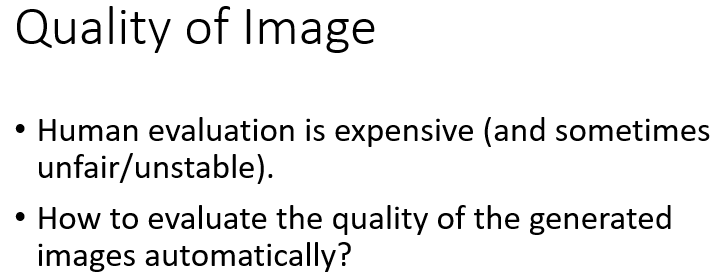 Quality of Image
• Human evaluation is expensive (and sometimes
unfair/unstable).
• How to evaluate the quality of the generated
images automatically?